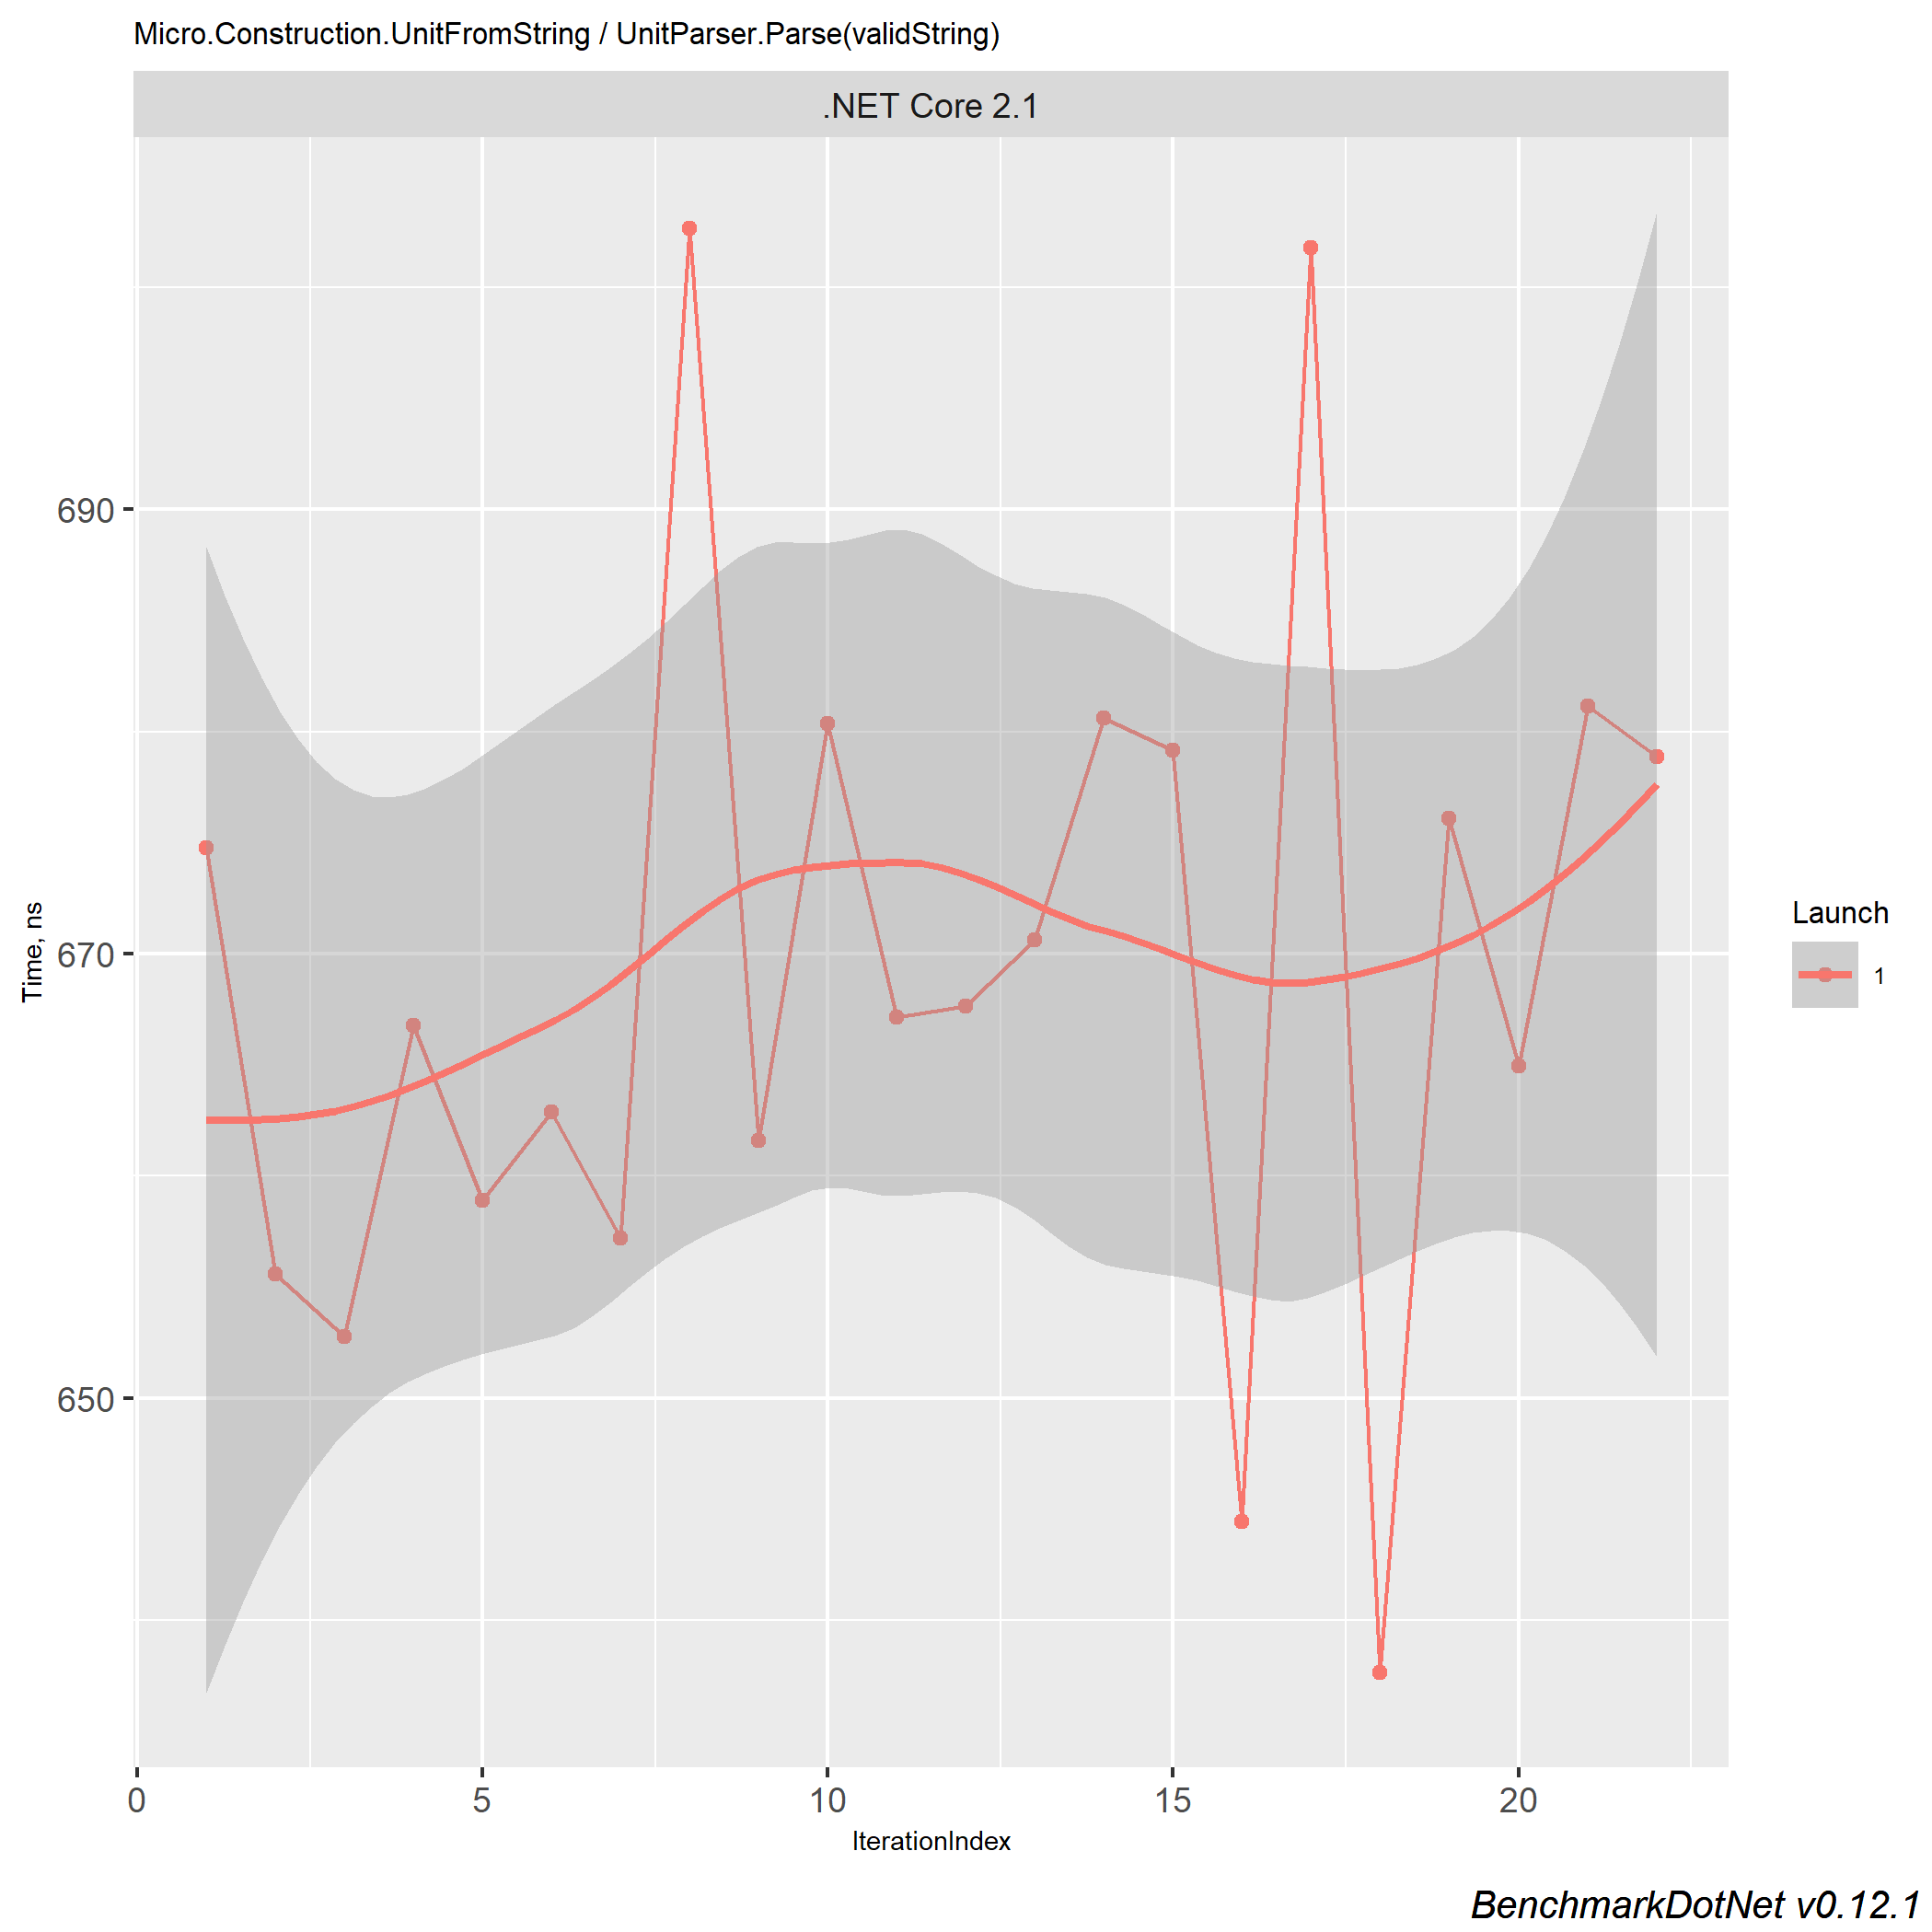 Micro.Construction.UnitFromString / UnitParser.Parse(validString)
.NET Core 2.1
690
670
650
Time, ns
0 5 10 15 20
IterationIndex
Launch
1
BenchmarkDotNet v0.12.1